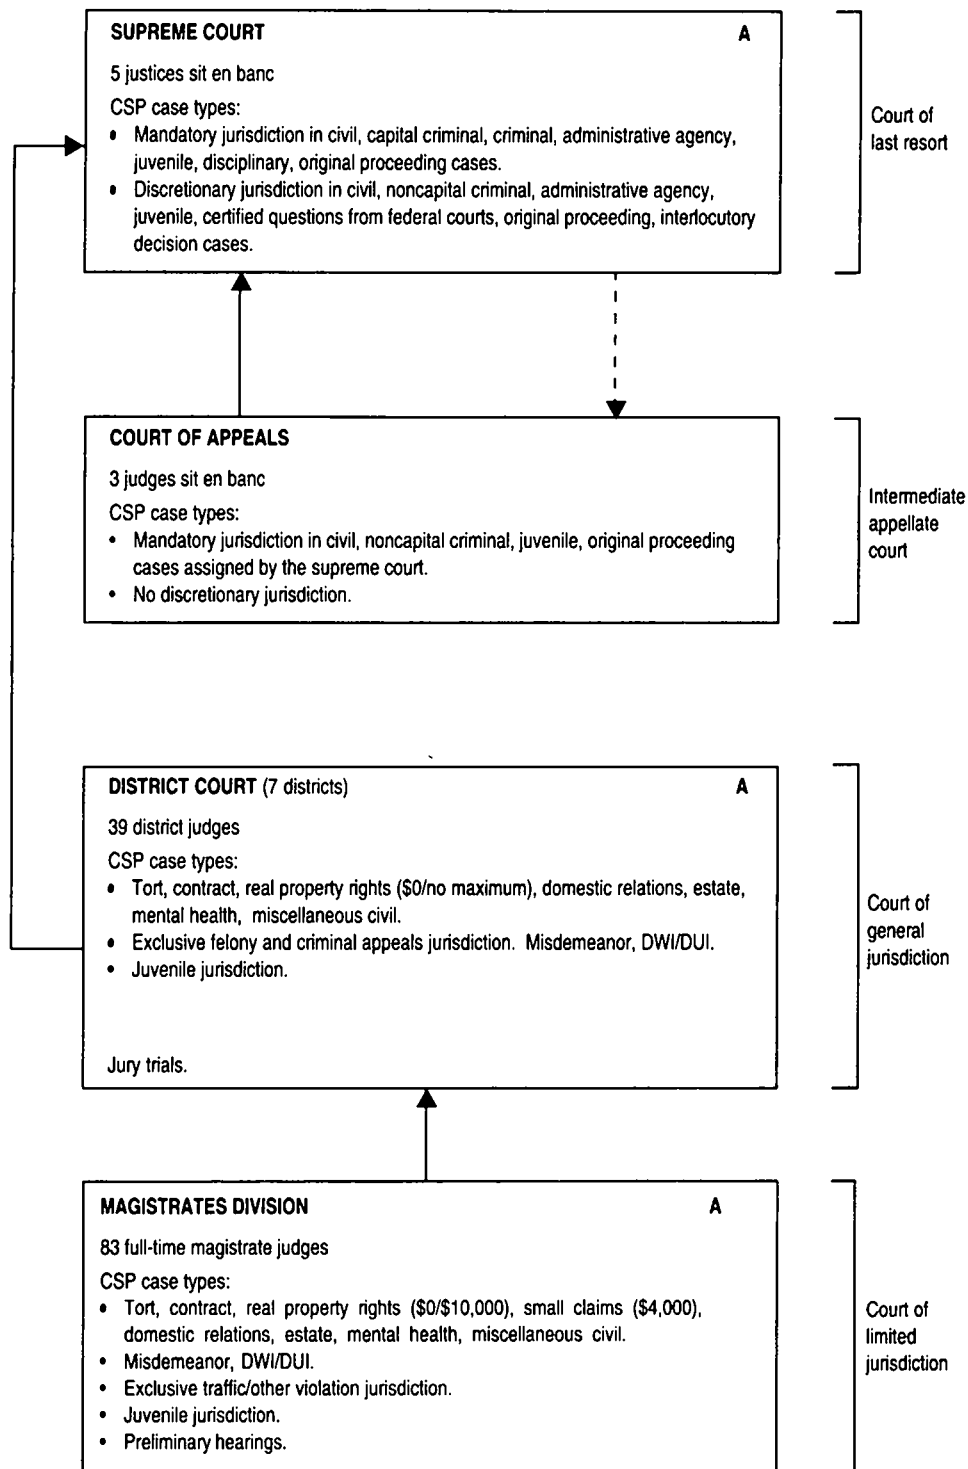 SUPREME COURT A
5 justices sit en banc
CSP case types:
• Mandatory jurisdiction in civil, capital criminal, criminal, administrative agency,
juvenile, disciplinary, original proceeding cases.
• Discretionary jurisdiction in civil, noncapital criminal, administrative agency,
juvenile, certified questions from federal courts, original proceeding, interlocutory
decision cases.
Court of
last resort
COURT OF APPEALS
3 judges sit en banc
CSP case types:
• Mandatory jurisdiction in civil, noncapital criminal, juvenile, original proceeding
cases assigned by the supreme court.
• No discretionary jurisdiction.
Intermediate
appellate
court
DISTRICT COURT (7 districts) A
39 district judges
CSP case types:
• Tort, contract, real property rights ($0/no maximum), domestic relations, estate,
mental health, miscellaneous civil.
• Exclusive felony and criminal appeals jurisdiction. Misdemeanor, DWI/DUI.
• Juvenile jurisdiction.
Jury trials.
Court of
general
jurisdiction
MAGISTRATES DIVISION A
83 full-time magistrate judges
CSP case types:
• Tort, contract, real property rights ($0/$10,000), small claims ($4,000),
domestic relations, estate, mental health, miscellaneous civil.
• Misdemeanor, DWI/DUI.
• Exclusive traffic/other violation jurisdiction.
• Juvenile jurisdiction.
• Preliminary hearings.
Court of
limited
jurisdiction